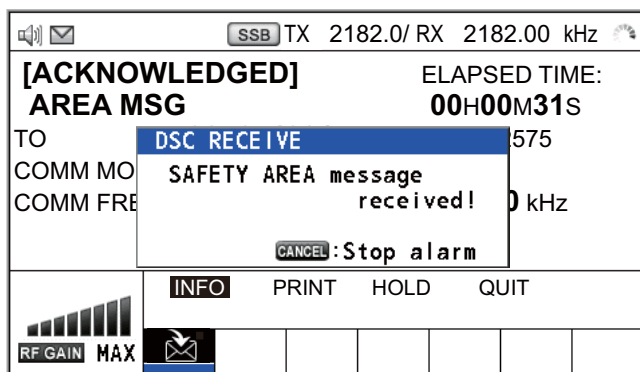 SSB TX 2182.0/ RX 2182.00 kHz
[ACKNOWLEDGED] ELAPSED TIME:
AREA MSG 00H00M31S
TO 2575
COMM MO
COMM FRE 0 kHz
DSC RECEIVE
SAFETY AREA message
received!
CANCEL:Stop alarm
INFO PRINT HOLD QUIT
RF GAIN MAX